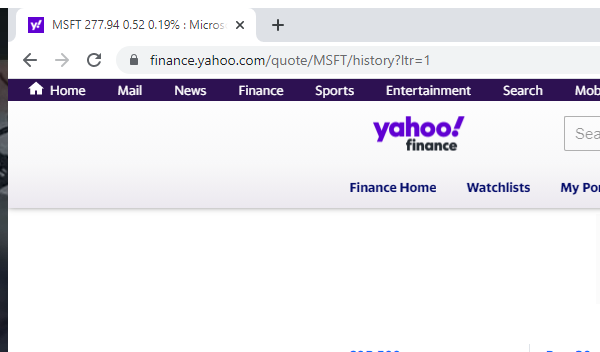 MSFT 277.94 0.52 0.19% : Micros
finance.yahoo.com/quote/MSFT/history?ltr=1
Home Mail News Finance Sports Entertainment Search Mob
yahoo!
finance
Sea
Finance Home Watchlists My Po